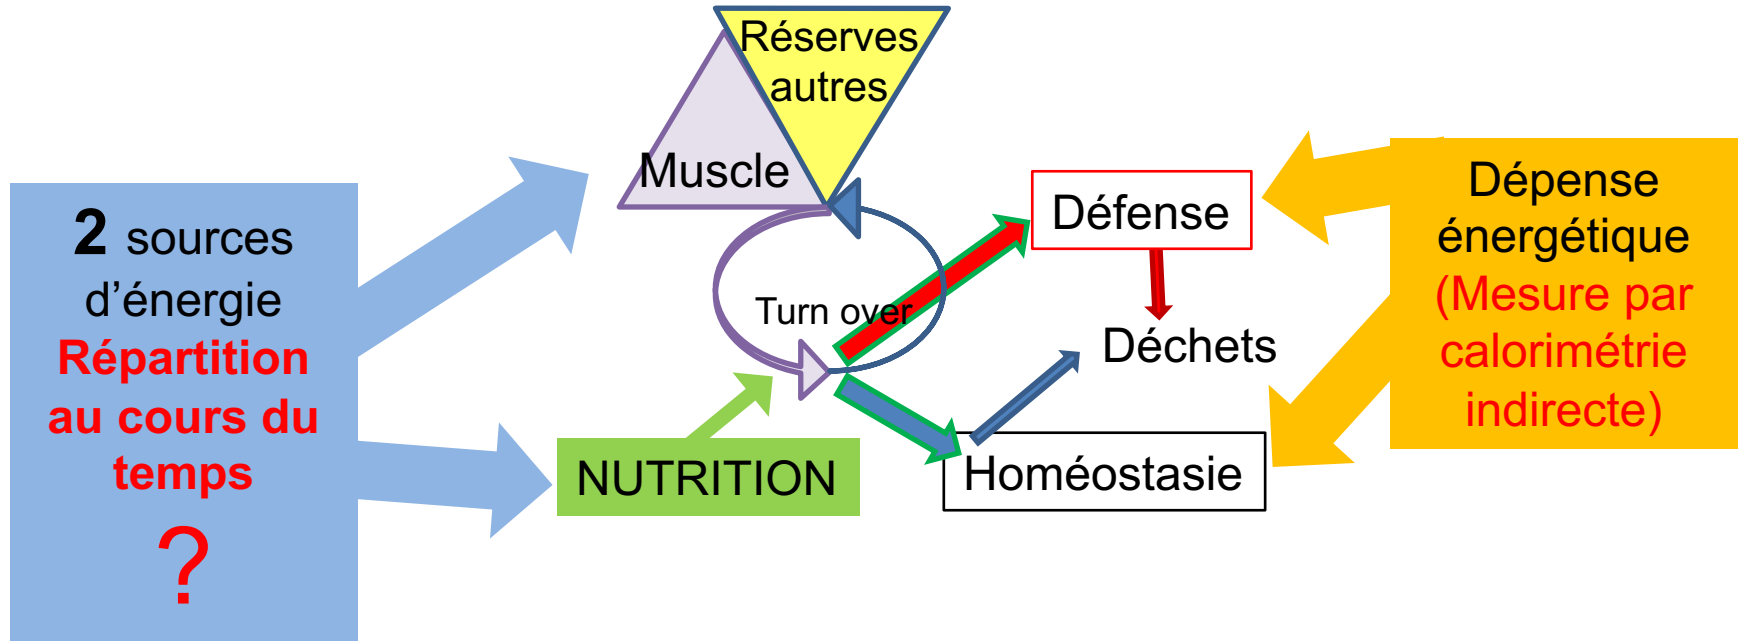 2 sources
d’énergie
Répartition
au cours du
temps
?
Réserves
autres
Muscle
Turn over
NUTRITION
Défense
Déchets
Homéostasie
Dépense
énergétique
(Mesure par
calorimétrie
indirecte)